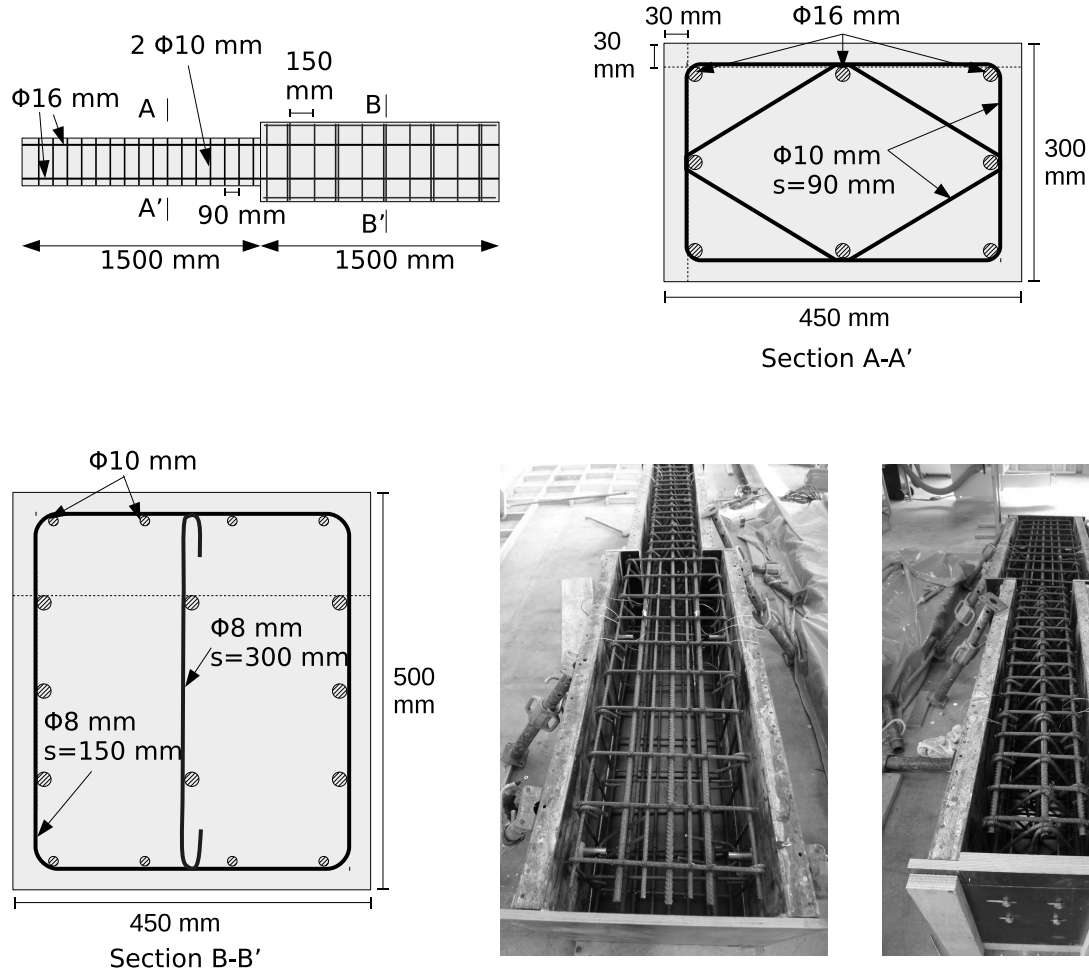 2 Φ10 mm
150
mm
Φ16 mm
A
B
A’
90 mm
B’
1500 mm
1500 mm
30 mm
Φ16 mm
30
mm
Φ10 mm
s=90 mm
300
mm
450 mm
Section A-A’
Φ10 mm
Φ8 mm
s=300 mm
500
mm
Φ8 mm
s=150 mm
450 mm
Section B-B’